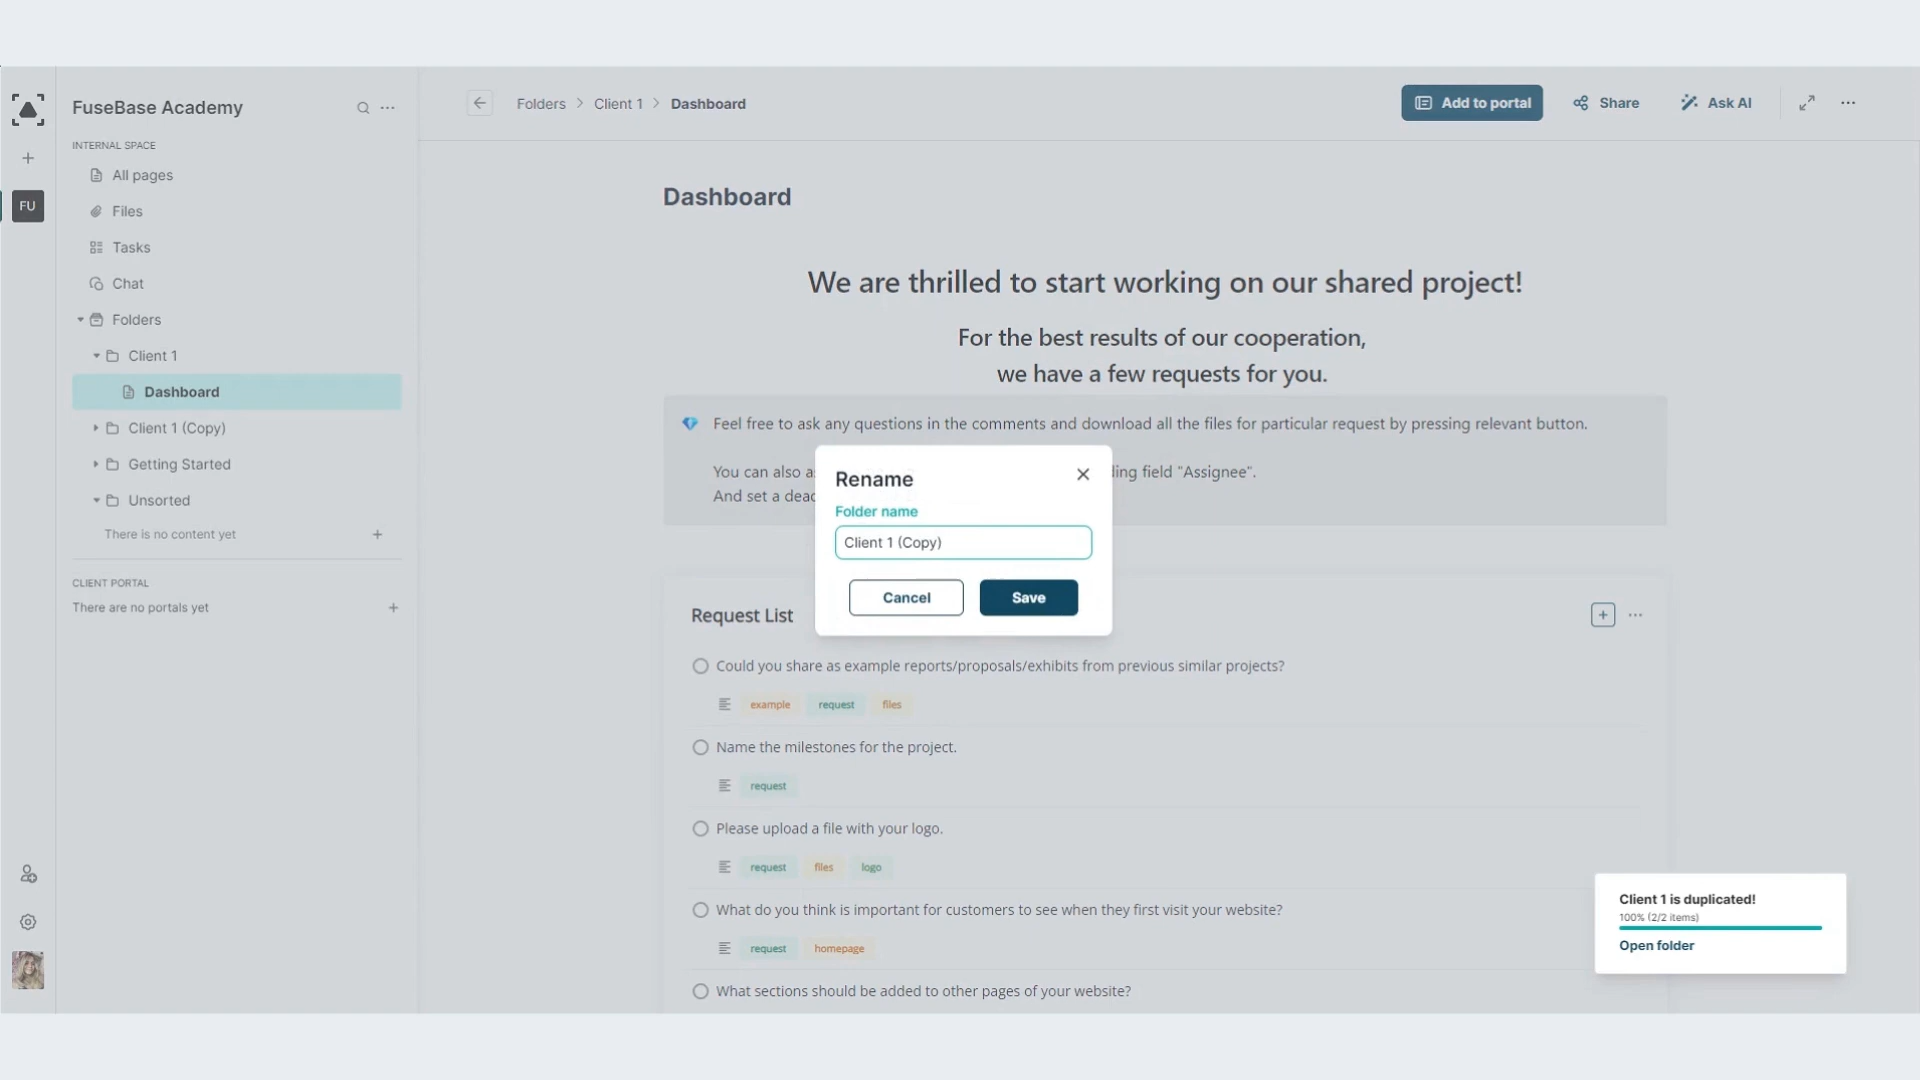 FuseBase Academy
INTERNAL SPACE
All pages
Files
Tasks
Chat
Folders
Client 1
Dashboard
Client 1 (Copy)
Getting Started
Unsorted
There is no content yet
CLIENT PORTAL
There are no portals yet
FU
Folders > Client 1 > Dashboard
Add to portal
Share
Ask AI
Dashboard
We are thrilled to start working on our shared project!
For the best results of our cooperation,
we have a few requests for you.
Feel free to ask any questions in the comments and download all the files for particular request by pressing relevant button.
You can also as
ing field "Assignee".
And set a dead
Rename
Folder name
Client 1 (Copy)
Cancel
Save
Request List
Could you share as example reports/proposals/exhibits from previous similar projects?
example request files
Name the milestones for the project.
request
Please upload a file with your logo.
request files logo
What do you think is important for customers to see when they first visit your website?
request homepage
What sections should be added to other pages of your website?
Client 1 is duplicated!
100% (2/2 items)
Open folder